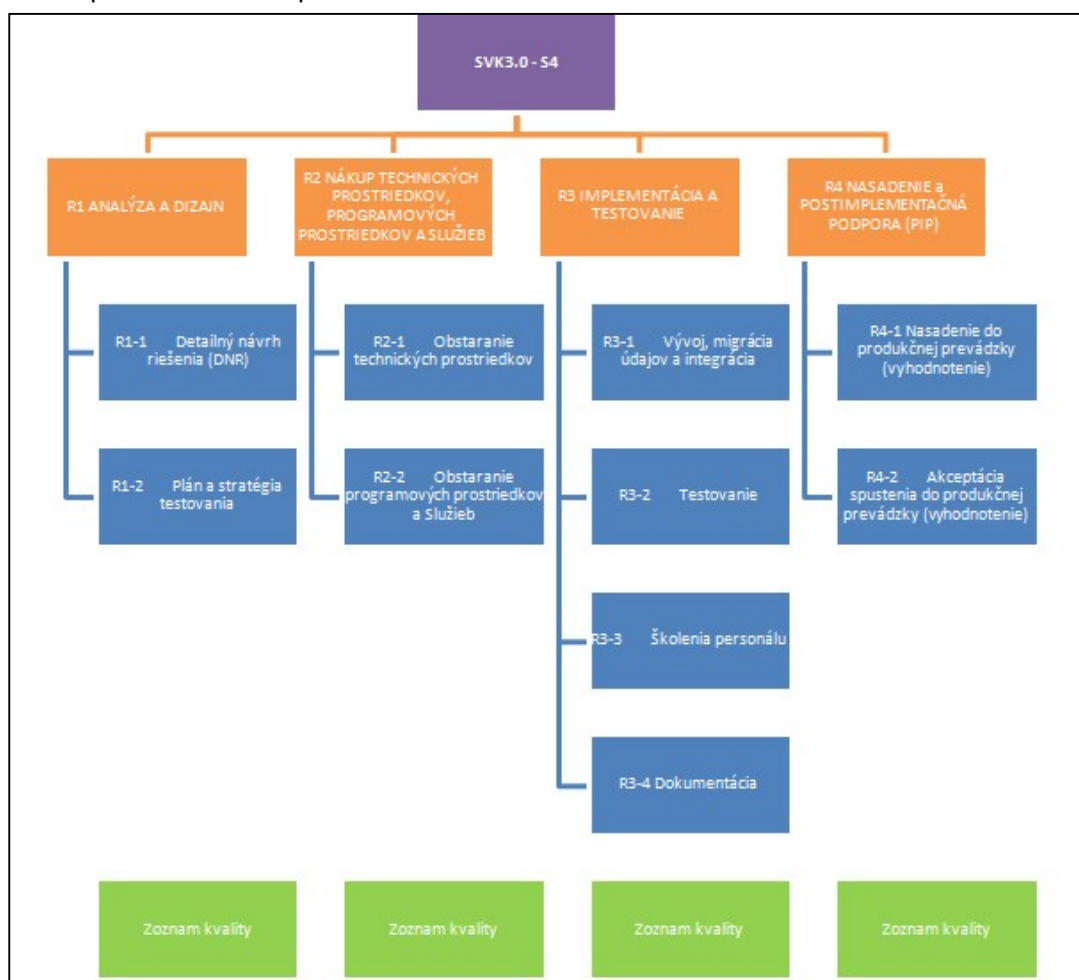 SVK3.0 - S4
R1 ANALÝZA A DIZAJN
R2 NÁKUP TECHNICKÝCH
PROSTRIEDKOV,
PROGRAMOVÝCH
PROSTRIEDKOV A SLUŽIEB
R3 IMPLEMENTÁCIA A
TESTOVANIE
R4 NASADENIE a
POSTIMPLEMENTAČNÁ
PODPORA (PIP)
R1-1 Detailný návrh
riešenia (DNR)
R2-1 Obstaranie
technických prostriedkov
R3-1 Vývoj, migrácia
údajov a integrácia
R4-1 Nasadenie do
produkčnej prevádzky
(vyhodnotenie)
R1-2 Plán a stratégia
testovania
R2-2 Obstaranie
programových prostriedkov
a Služieb
R3-2 Testovanie
R4-2 Akceptácia
spustenia do produkčnej
prevádzky (vyhodnotenie)
R3-3 Školenia personálu
R3-4 Dokumentácia
Zoznam kvality
Zoznam kvality
Zoznam kvality
Zoznam kvality